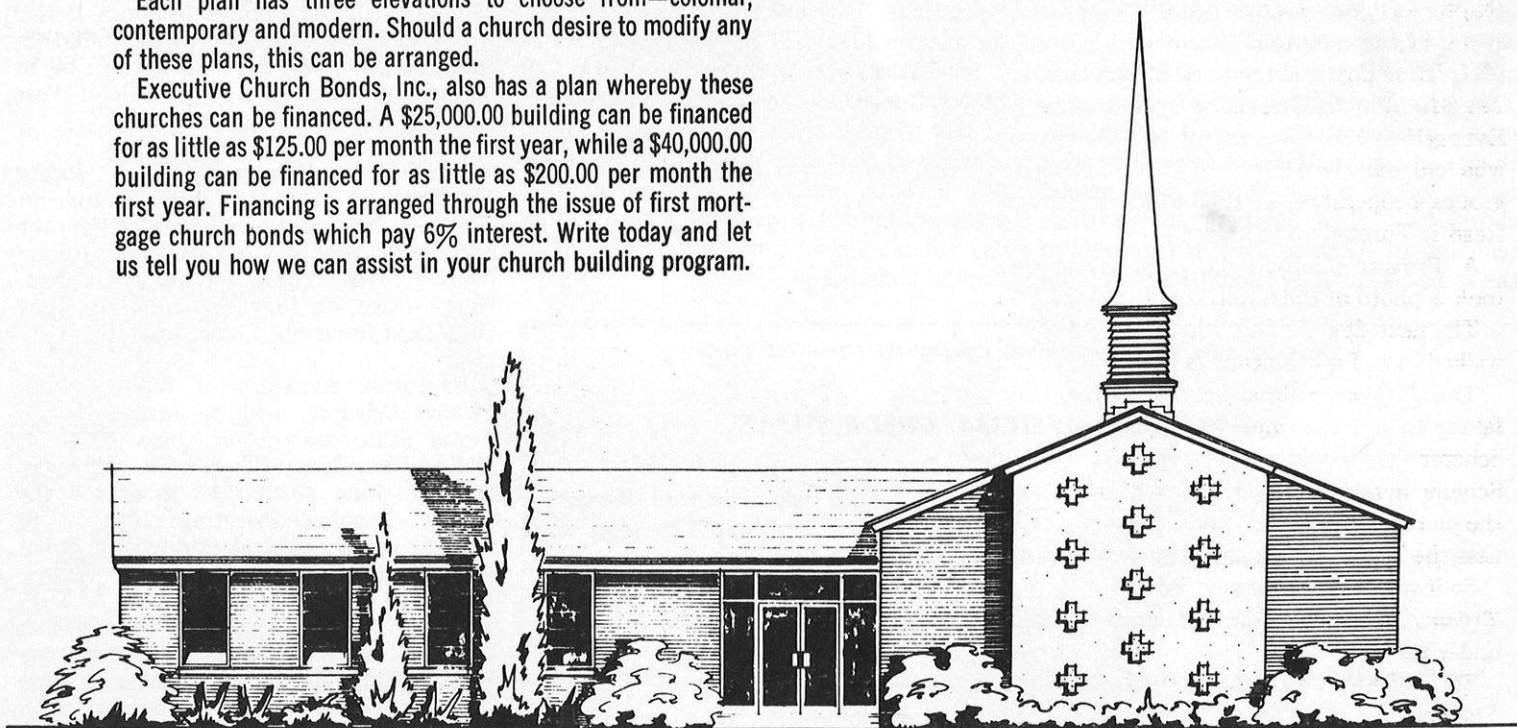 Each plan has three elevations to choose from—colonial,
contemporary and modern. Should a church desire to modify any
of these plans, this can be arranged.
Executive Church Bonds, Inc., also has a plan whereby these
churches can be financed. A $25,000.00 building can be financed
for as little as $125.00 per month the first year, while a $40,000.00
building can be financed for as little as $200.00 per month the
first year. Financing is arranged through the issue of first mort-
gage church bonds which pay 6% interest. Write today and let
us tell you how we can assist in your church building program.